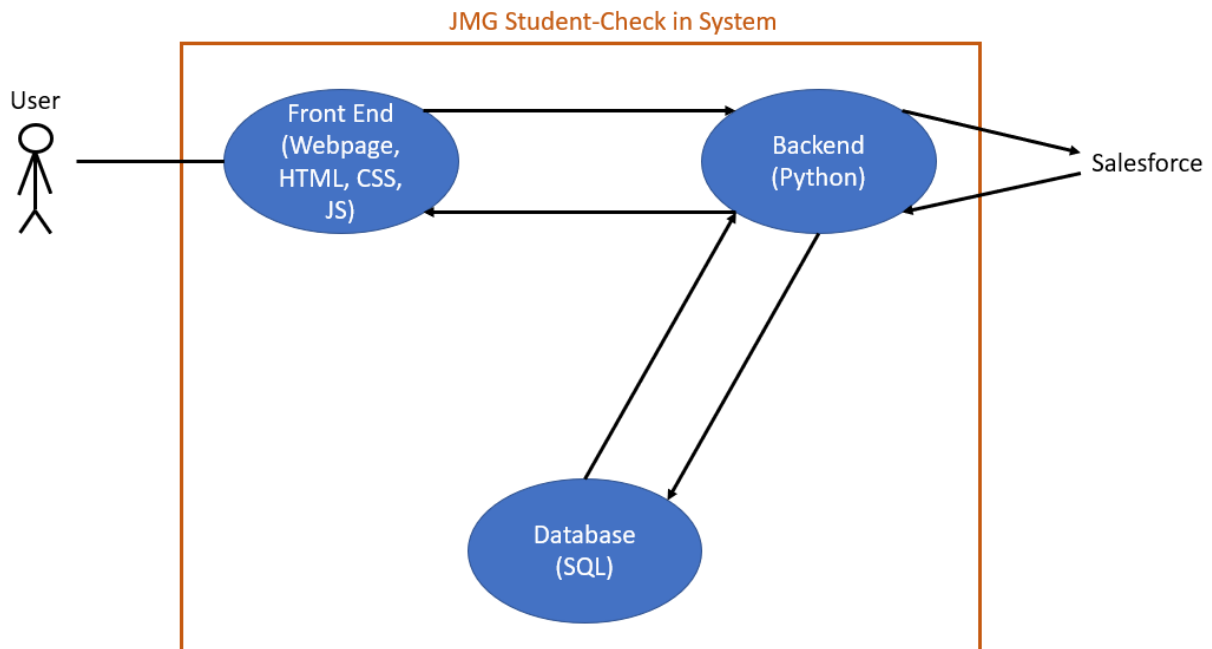 JMG Student-Check in System
User
Front End
(Webpage,
HTML, CSS,
JS)
Backend
(Python)
Salesforce
Database
(SQL)